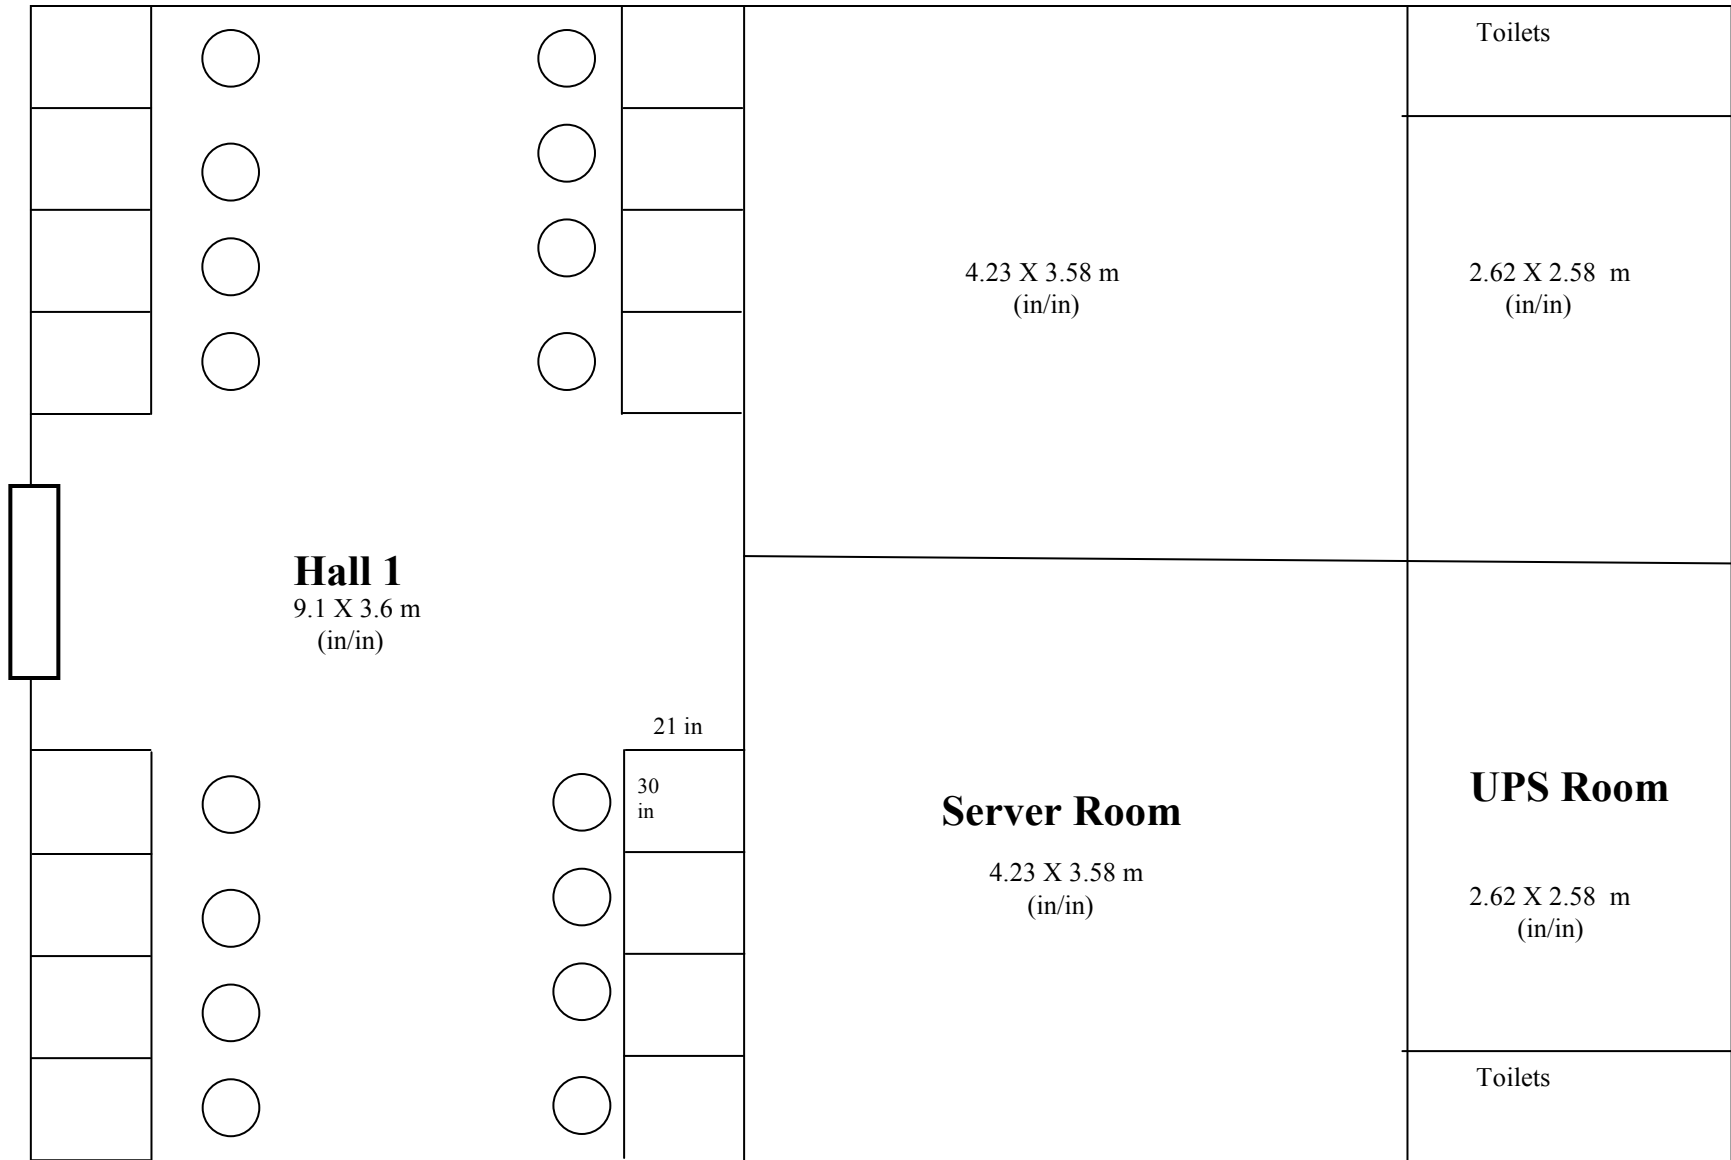 Toilets
4.23 X 3.58 m
(in/in)
2.62 X 2.58  m
(in/in)
Hall 1
9.1 X 3.6 m
(in/in)
21 in
30
in
Server Room
4.23 X 3.58 m
(in/in)
UPS Room
2.62 X 2.58  m
(in/in)
Toilets